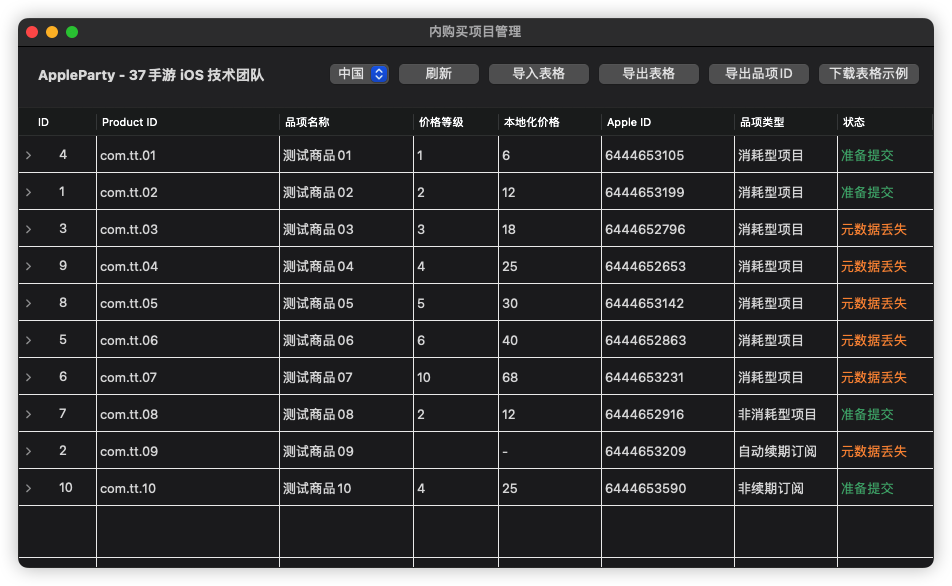 内购买项目管理
AppleParty - 37手游 iOS 技术团队 中国 刷新 导入表格 导出表格 导出品项ID 下载表格示例
ID Product ID 品项名称 价格等级 本地化价格 Apple ID 品项类型 状态
4 com.tt.01 测试商品01 1 6 6444653105 消耗型项目 准备提交
1 com.tt.02 测试商品02 2 12 6444653199 消耗型项目 准备提交
3 com.tt.03 测试商品03 3 18 6444652796 消耗型项目 元数据丢失
9 com.tt.04 测试商品04 4 25 6444652653 消耗型项目 元数据丢失
8 com.tt.05 测试商品05 5 30 6444653142 消耗型项目 元数据丢失
5 com.tt.06 测试商品06 6 40 6444652863 消耗型项目 元数据丢失
6 com.tt.07 测试商品07 10 68 6444653231 消耗型项目 元数据丢失
7 com.tt.08 测试商品08 2 12 6444652916 非消耗型项目 准备提交
2 com.tt.09 测试商品09 - 6444653209 自动续期订阅 元数据丢失
10 com.tt.10 测试商品10 4 25 6444653590 非续期订阅 准备提交